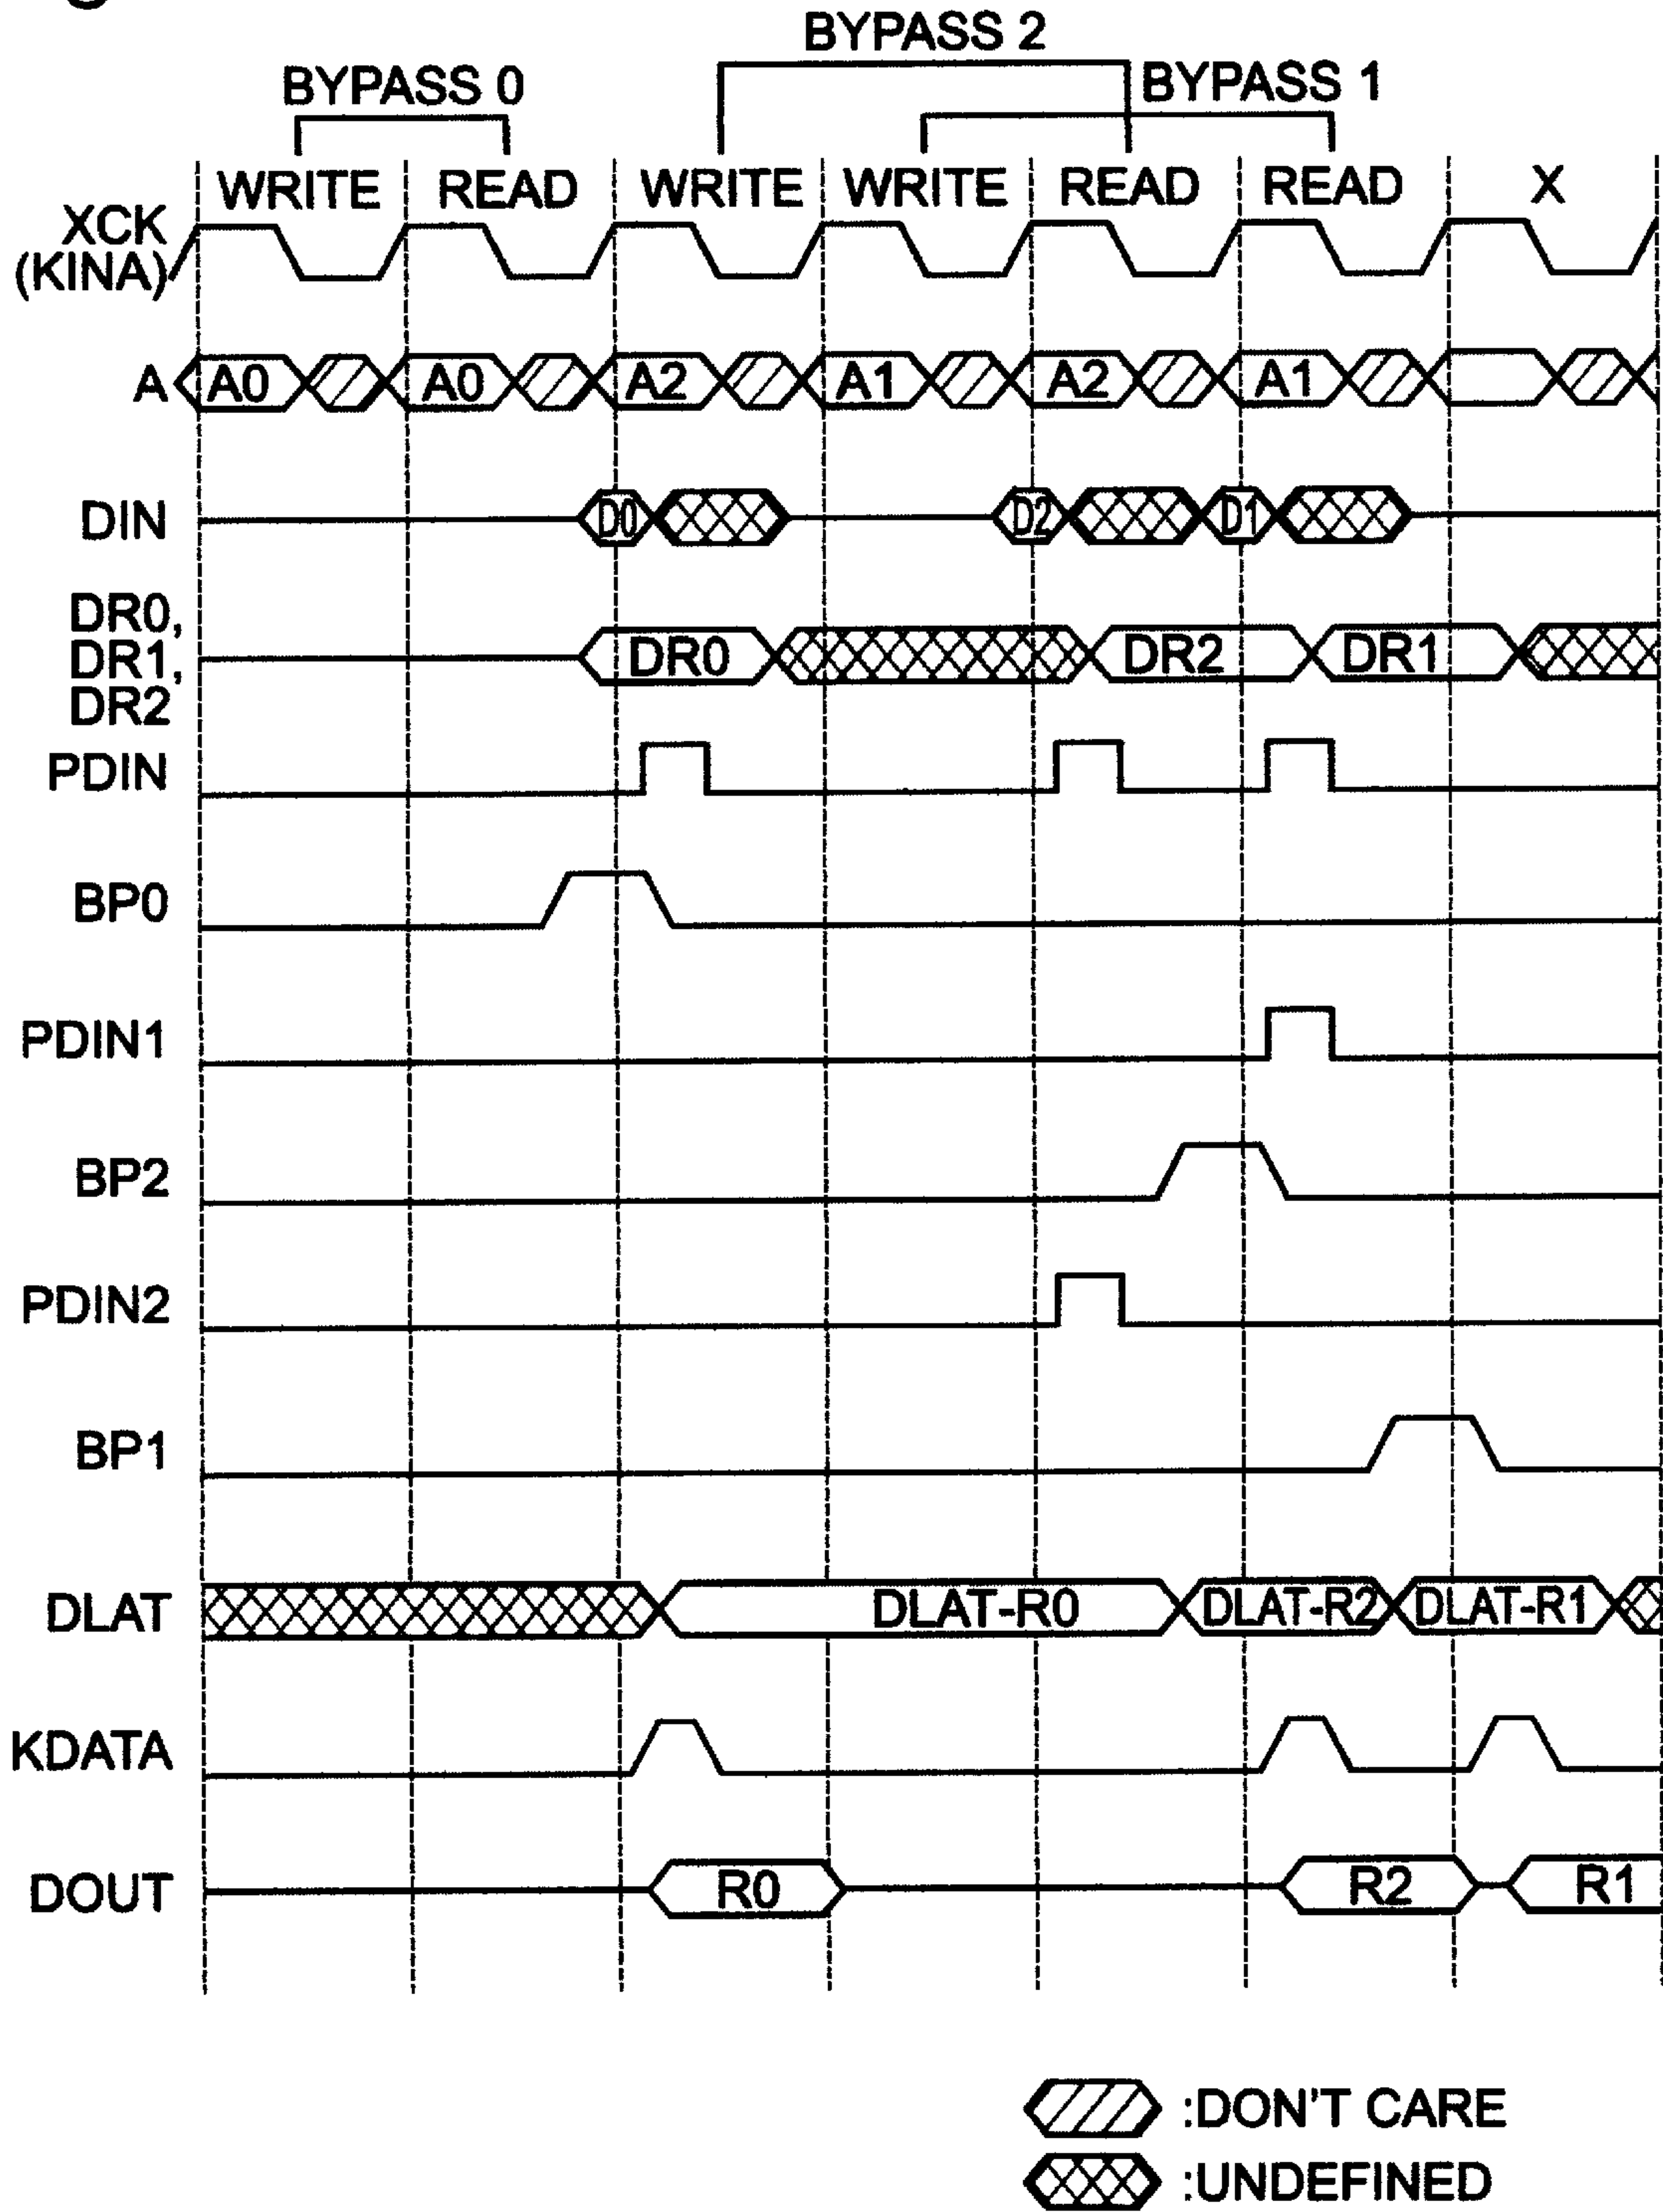 BYPASS 2
BYPASS 0
BYPASS 1
WRITE READ WRITE WRITE READ READ X
XCK
(KINA)
A A0 A0 A2 A1 A2 A1
DIN D0 D2 D1
DR0,
DR1, DR0 DR2 DR1
DR2
PDIN
BP0
PDIN1
BP2
PDIN2
BP1
DLAT DLAT-R0 DLAT-R2 DLAT-R1
KDATA
DOUT R0 R2 R1
:DON'T CARE
:UNDEFINED